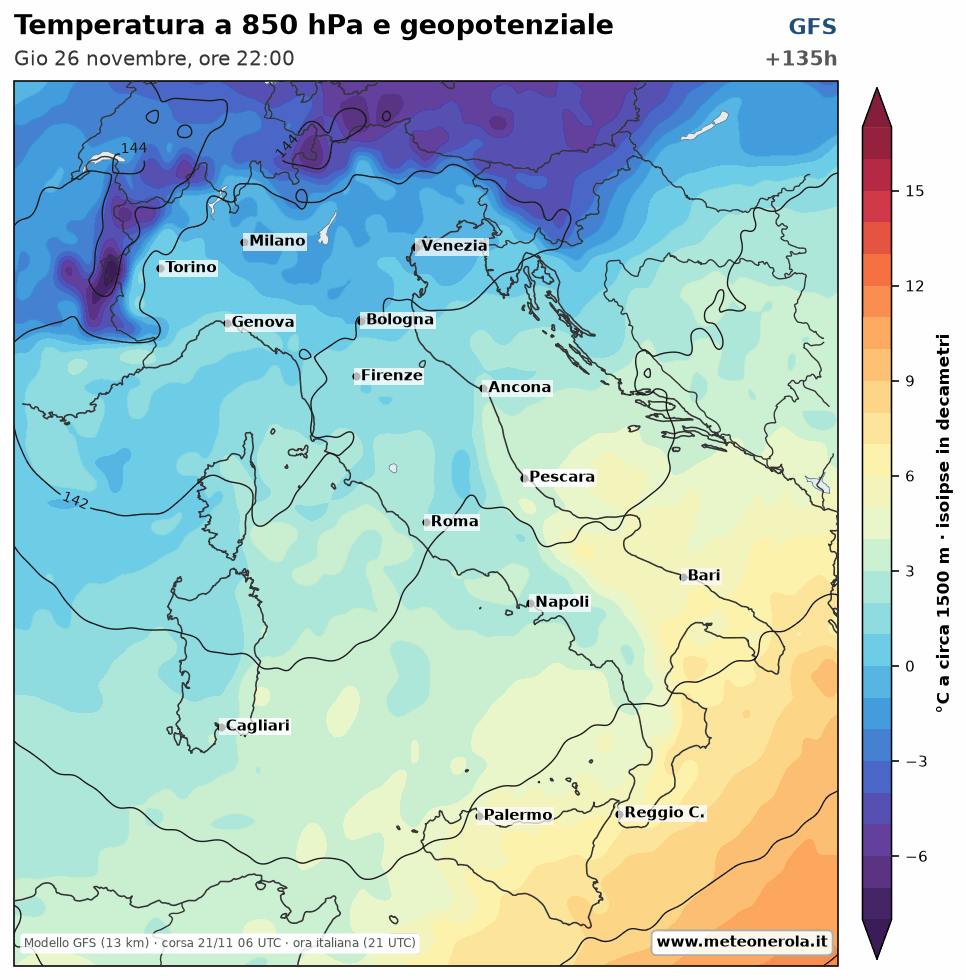 Temperatura a 850 hPa e geopotenziale
GFS
Gio 26 novembre, ore 22:00
+135h
144
144
Milano
Venezia
Torino
Genova
Bologna
Firenze
Ancona
Pescara
142
Roma
Bari
Napoli
Cagliari
Palermo
Reggio C.
15
12
9
6
3
0
−3
−6
°C a circa 1500 m · isoipse in decametri
Modello GFS (13 km) · corsa 21/11 06 UTC · ora italiana (21 UTC)
www.meteonerola.it